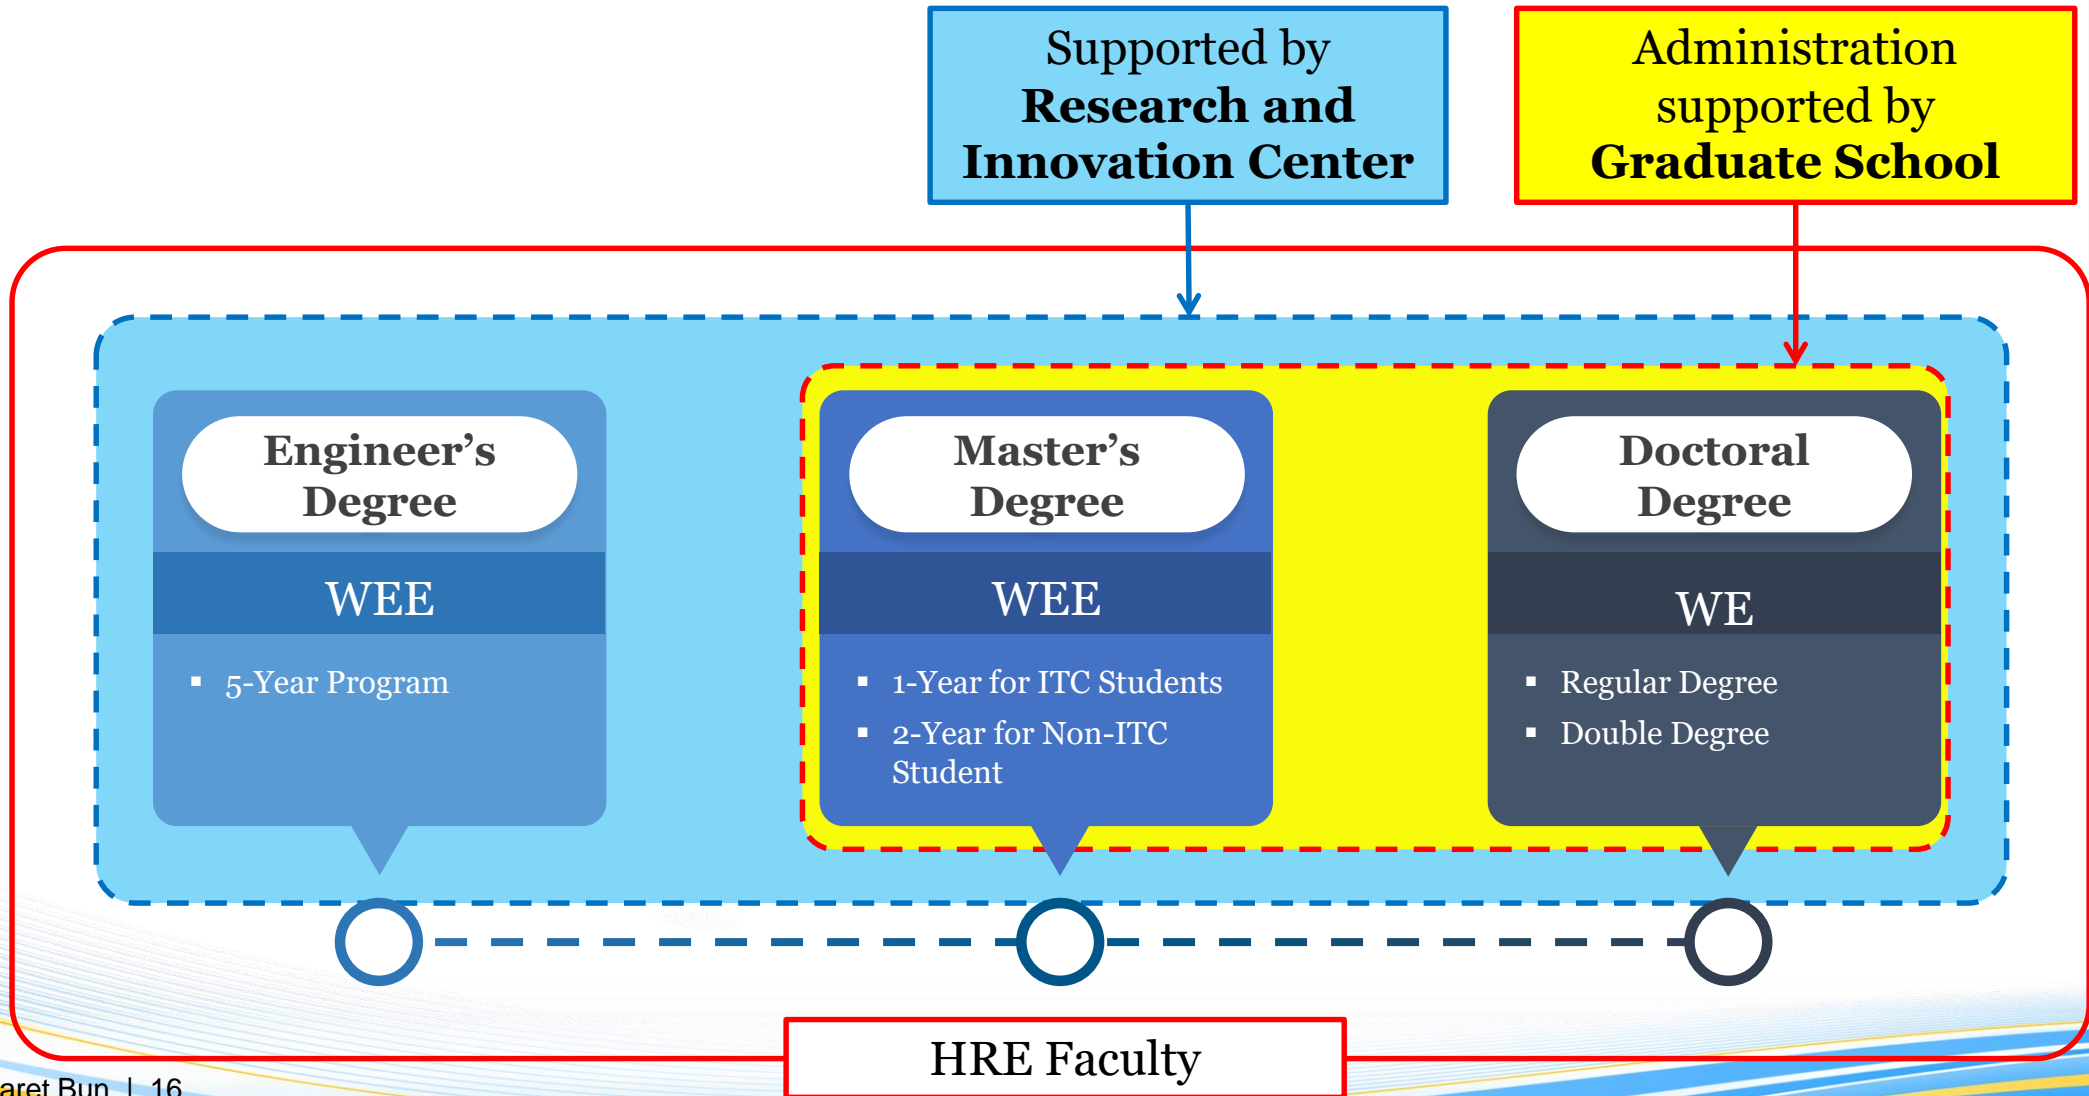 Supported by
Research and
Innovation Center
Administration
supported by
Graduate School
Engineer’s
Degree
WEE
▪ 5-Year Program
Master’s
Degree
WEE
▪ 1-Year for ITC Students
▪ 2-Year for Non-ITC
Student
Doctoral
Degree
WE
▪ Regular Degree
▪ Double Degree
HRE Faculty
Bun | 16